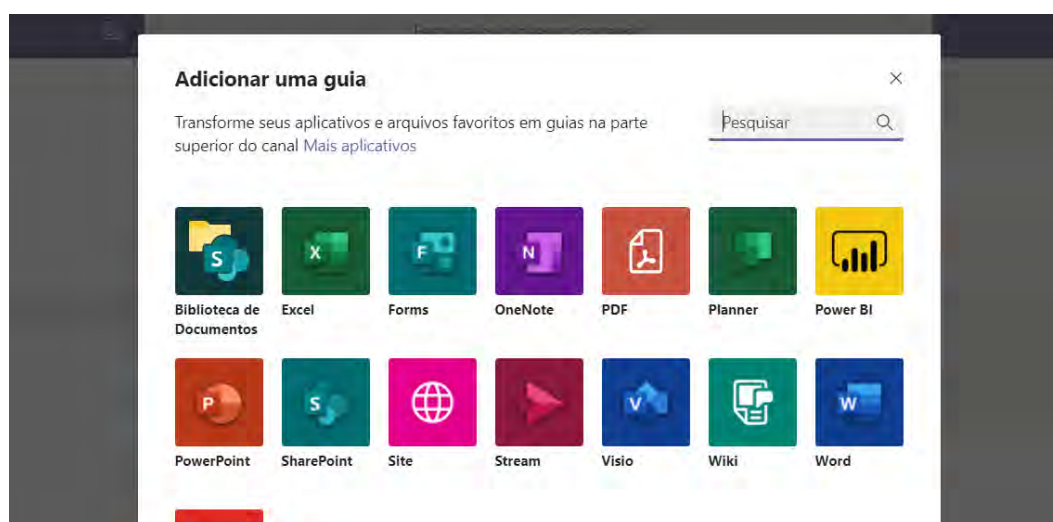 Adicionar uma guia
Transforme seus aplicativos e arquivos favoritos em guias na parte
superior do canal Mais aplicativos
Pesquisar
S
X
F
N
Biblioteca de
Documentos
Excel
Forms
OneNote
PDF
Planner
Power BI
P
S
V
W
PowerPoint
SharePoint
Site
Stream
Visio
Wiki
Word